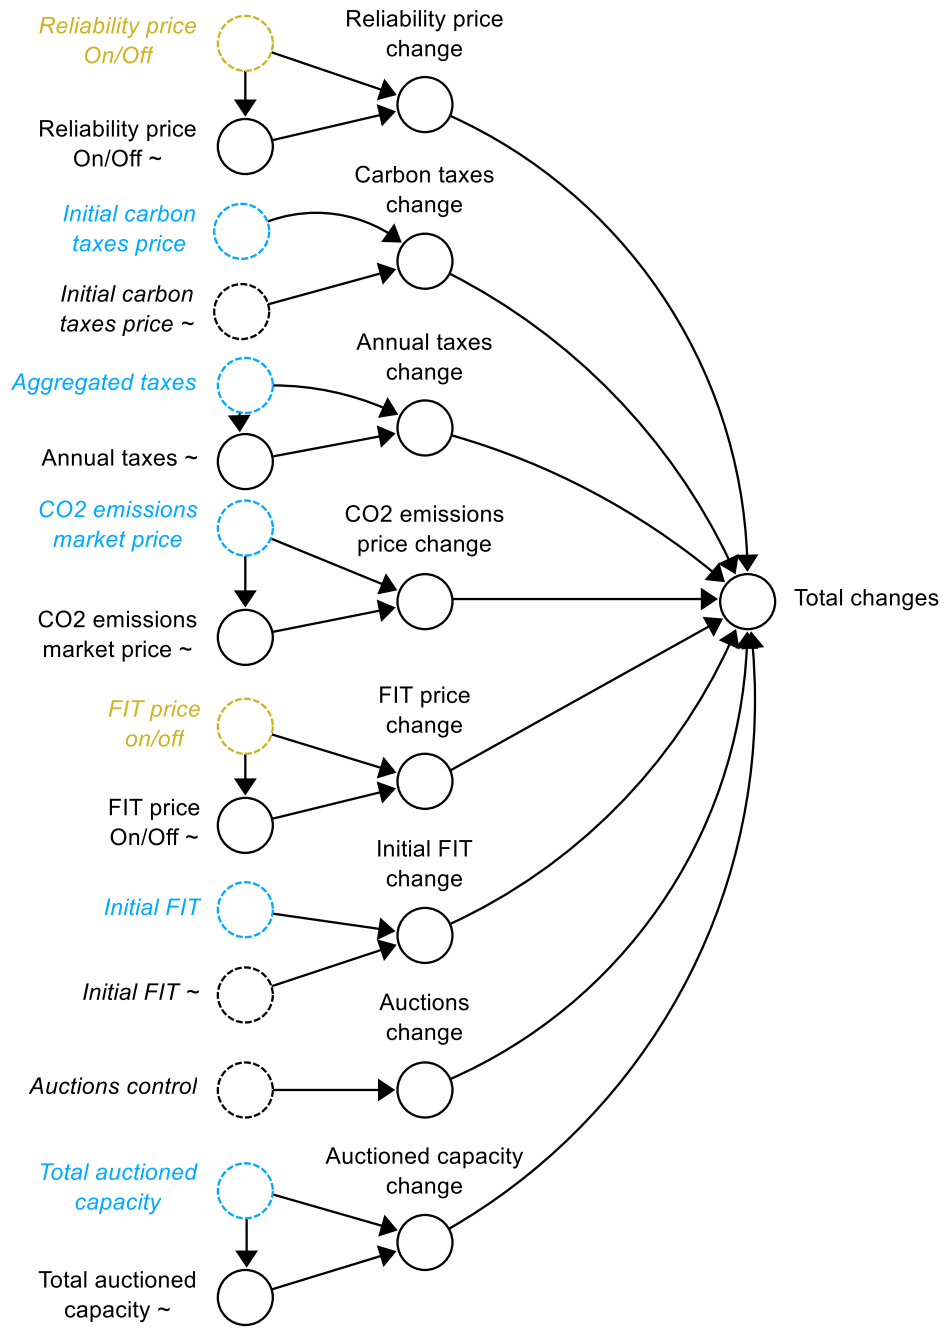 Reliability price
On/Off
Reliability price
change
Reliability price
On/Off ~
Carbon taxes
change
Initial carbon
taxes price
Initial carbon
taxes price ~
Annual taxes
change
Aggregated taxes
Annual taxes ~
CO2 emissions
market price
CO2 emissions
price change
Total changes
CO2 emissions
market price ~
FIT price
change
FIT price
on/off
FIT price
On/Off ~
Initial FIT
change
Initial FIT
Initial FIT ~
Auctions
change
Auctions control
Auctioned capacity
change
Total auctioned
capacity
Total auctioned
capacity ~